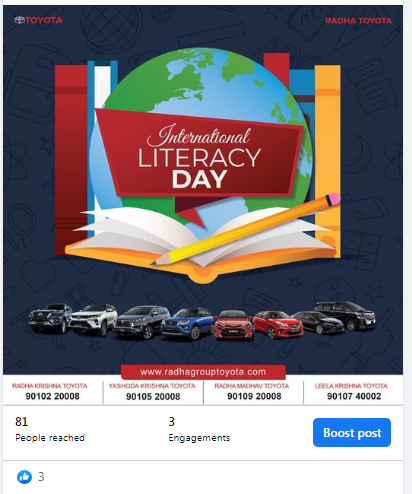 TOYOTA
RADHA TOYOTA
International
LITERACY
DAY
www.radhagrouptoyota.com
RADHA KRISHNA TOYOTA
90102 20008
YASHODA KRISHNA TOYOTA
90105 20008
RADHA MADHAV TOYOTA
90109 20008
LEELA KRISHNA TOYOTA
90107 40002
81
People reached
3
Engagements
Boost post
3